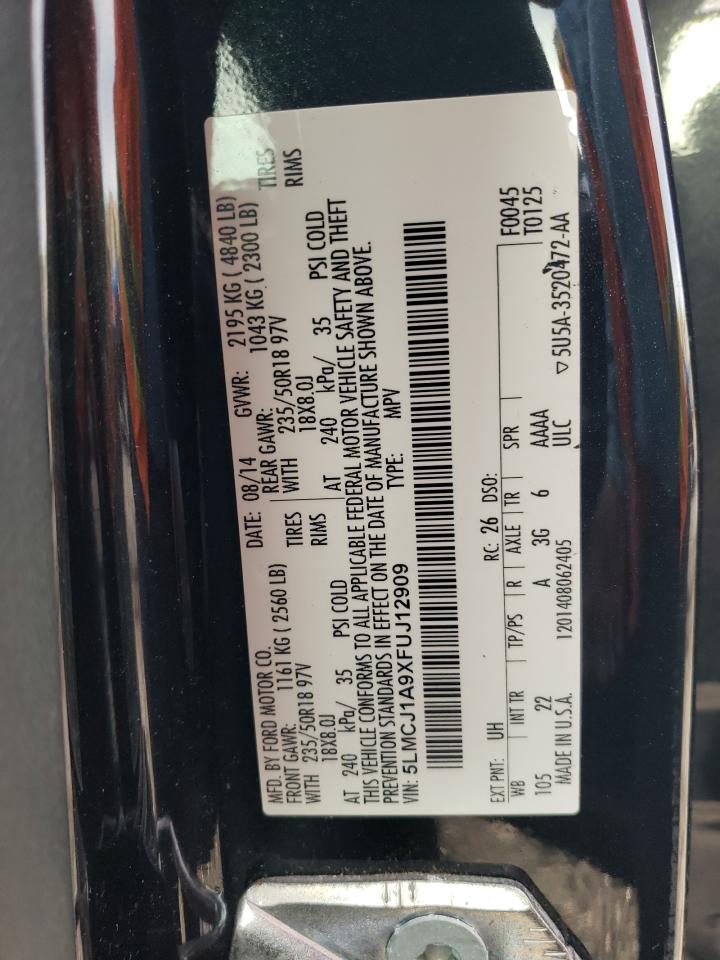 MFD. BY FORD MOTOR CO.
DATE: 08/14 GVWR: 2195 KG ( 4840 LB)
FRONT GAWR: 1161 KG ( 2560 LB) REAR GAWR: 1043 KG ( 2300 LB)
WITH 235/50R18 97V TIRES WITH 235/50R18 97V TIRES
18X8.0J RIMS 18X8.0J RIMS
AT 240 kPa/ 35 PSI COLD AT 240 kPa/ 35 PSI COLD
THIS VEHICLE CONFORMS TO ALL APPLICABLE FEDERAL MOTOR VEHICLE SAFETY AND THEFT
PREVENTION STANDARDS IN EFFECT ON THE DATE OF MANUFACTURE SHOWN ABOVE.
VIN: 5LMCJ1A9XFUJ12909 TYPE: MPV
EXT PNT: UH RC: 26 DSO: F0045
WB INT TR TP/PS R AXLE TR SPR T0125
105 22 A 3G 6 AAAA
MADE IN U.S.A. 1201408062405 ULC ▽5U5A-3520472-AA